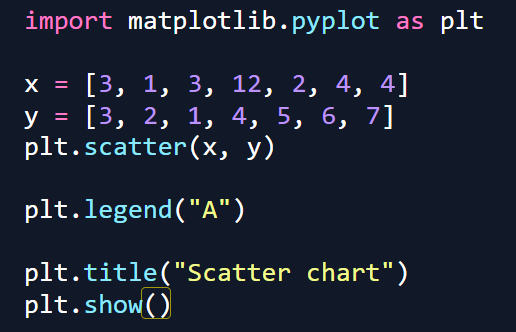 import matplotlib.pyplot as plt
x = [3, 1, 3, 12, 2, 4, 4]
y = [3, 2, 1, 4, 5, 6, 7]
plt.scatter(x, y)
plt.legend("A")
plt.title("Scatter chart")
plt.show()